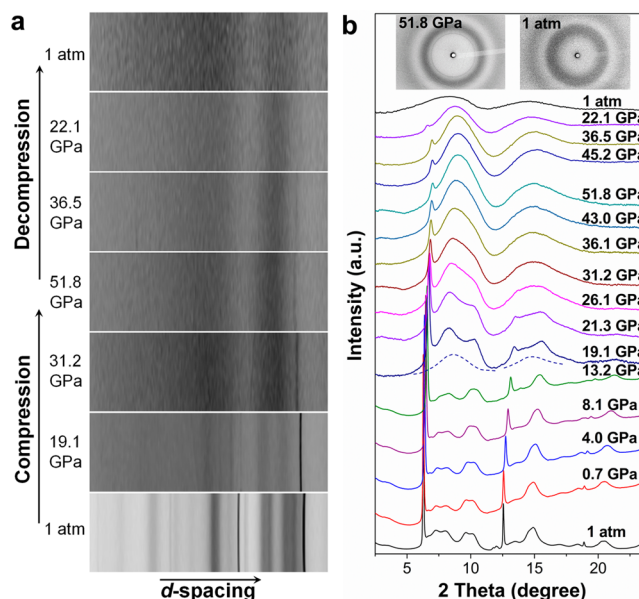 a
1 atm
22.1
GPa
36.5
GPa
51.8
GPa
31.2
GPa
19.1
GPa
1 atm
Decompression
Compression
d-spacing
b
51.8 GPa
1 atm
1 atm
22.1 GPa
36.5 GPa
45.2 GPa
51.8 GPa
43.0 GPa
36.1 GPa
31.2 GPa
26.1 GPa
21.3 GPa
19.1 GPa
13.2 GPa
8.1 GPa
4.0 GPa
0.7 GPa
1 atm
Intensity (a.u.)
5 10 15 20
2 Theta (degree)